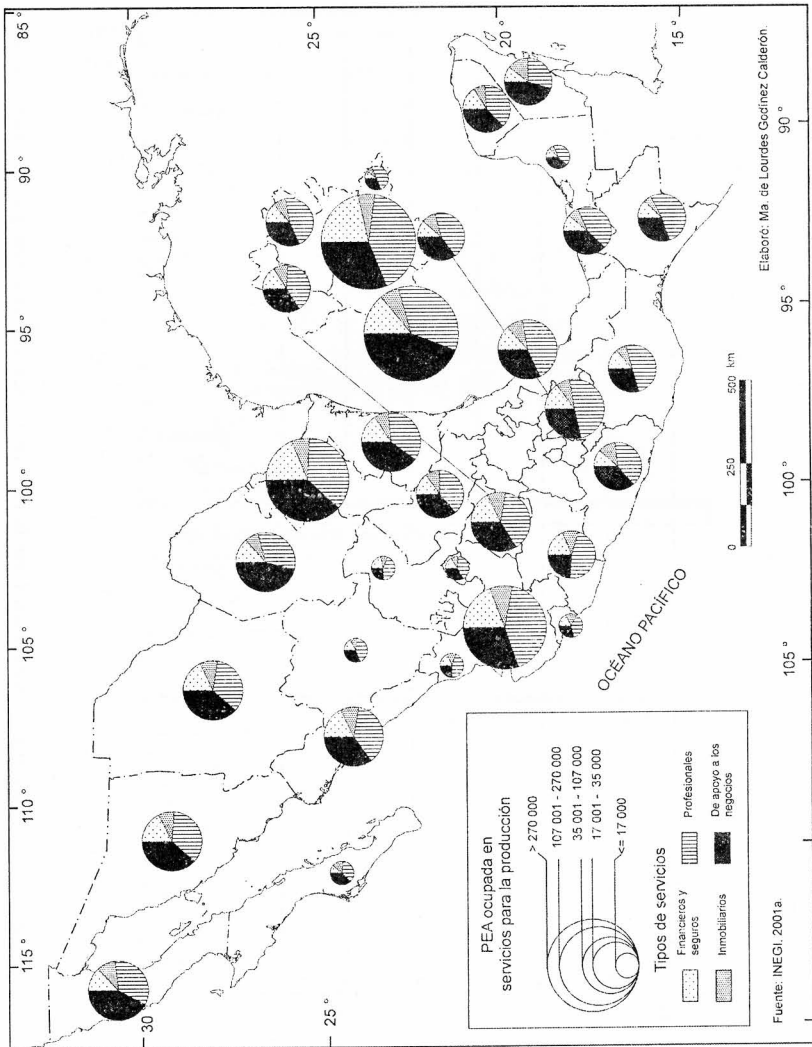 115 °
110 °
105 °
100 °
95 °
90 °
85 °
30
25
25 °
20 °
15 °
PEA ocupada en
servicios para la producción
> 270 000
107 001 - 270 000
35 001 - 107 000
17 001 - 35 000
<= 17 000
Tipos de servicios
Financieros y
seguros
Profesionales
Inmobiliarios
De apoyo a los
negocios
OCÉANO PACÍFICO
0 250 500 km
105 °
100 °
95 °
90 °
Fuente: INEGI, 2001a.
Elaboró: Ma. de Lourdes Godínez Calderón.